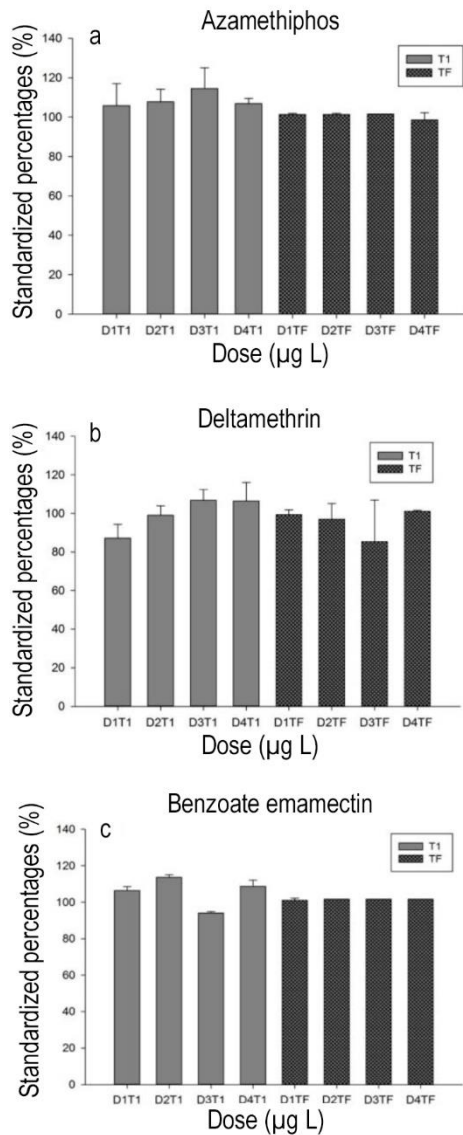 a
Azamethiphos
Standardized percentages (%)
140
120
100
80
60
40
20
0
T1
TF
D1T1 D2T1 D3T1 D4T1 D1TF D2TF D3TF D4TF
Dose (µg L)
b
Deltamethrin
Standardized percentages (%)
140
120
100
80
60
40
20
0
T1
TF
D1T1 D2T1 D3T1 D4T1 D1TF D2TF D3TF D4TF
Dose (µg L)
c
Benzoate emamectin
Standardized percentages (%)
140
120
100
80
60
40
20
0
T1
TF
D1T1 D2T1 D3T1 D4T1 D1TF D2TF D3TF D4TF
Dose (µg L)